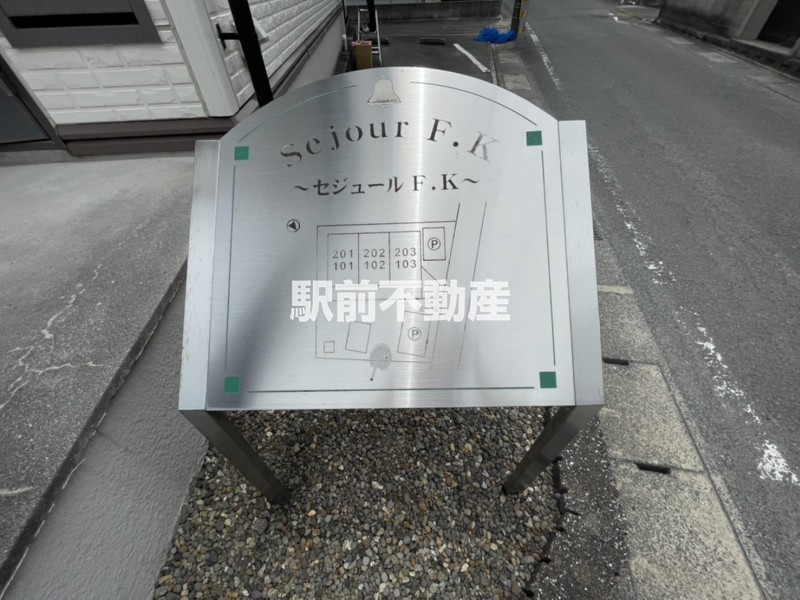 Sejour F.K
～セジュールF.K～
201 202 203
101 102 103
P
駅前不動産
P